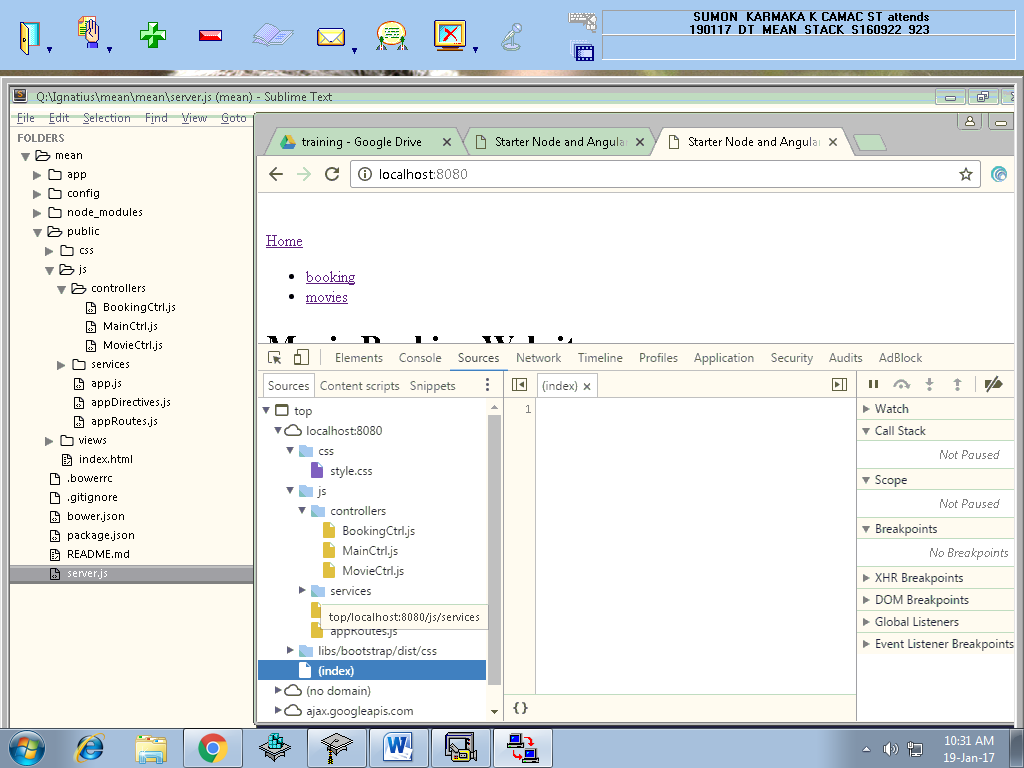 SUMON KARMAKA K CAMAC ST attends
190117 DT MEAN STACK S160922 923
Q:\Ignatius\mean\mean\server.js (mean) - Sublime Text
File Edit Selection Find View Goto
FOLDERS
mean
app
config
node_modules
public
css
js
controllers
BookingCtrl.js
MainCtrl.js
MovieCtrl.js
services
app.js
appDirectives.js
appRoutes.js
views
index.html
.bowerrc
.gitignore
bower.json
package.json
README.md
server.js
training - Google Drive
Starter Node and Angula
Starter Node and Angula
localhost:8080
Home
booking
movies
Elements Console Sources Network Timeline Profiles Application Security Audits AdBlock
Sources Content scripts Snippets
(index)
top
localhost:8080
css
style.css
js
controllers
BookingCtrl.js
MainCtrl.js
MovieCtrl.js
services
top/localhost:8080/js/services
appRoutes.js
libs/bootstrap/dist/css
(index)
(no domain)
ajax.googleapis.com
1
{}
Watch
Call Stack
Not Paused
Scope
Not Paused
Breakpoints
No Breakpoints
XHR Breakpoints
DOM Breakpoints
Global Listeners
Event Listener Breakpoints
10:31 AM
19-Jan-17